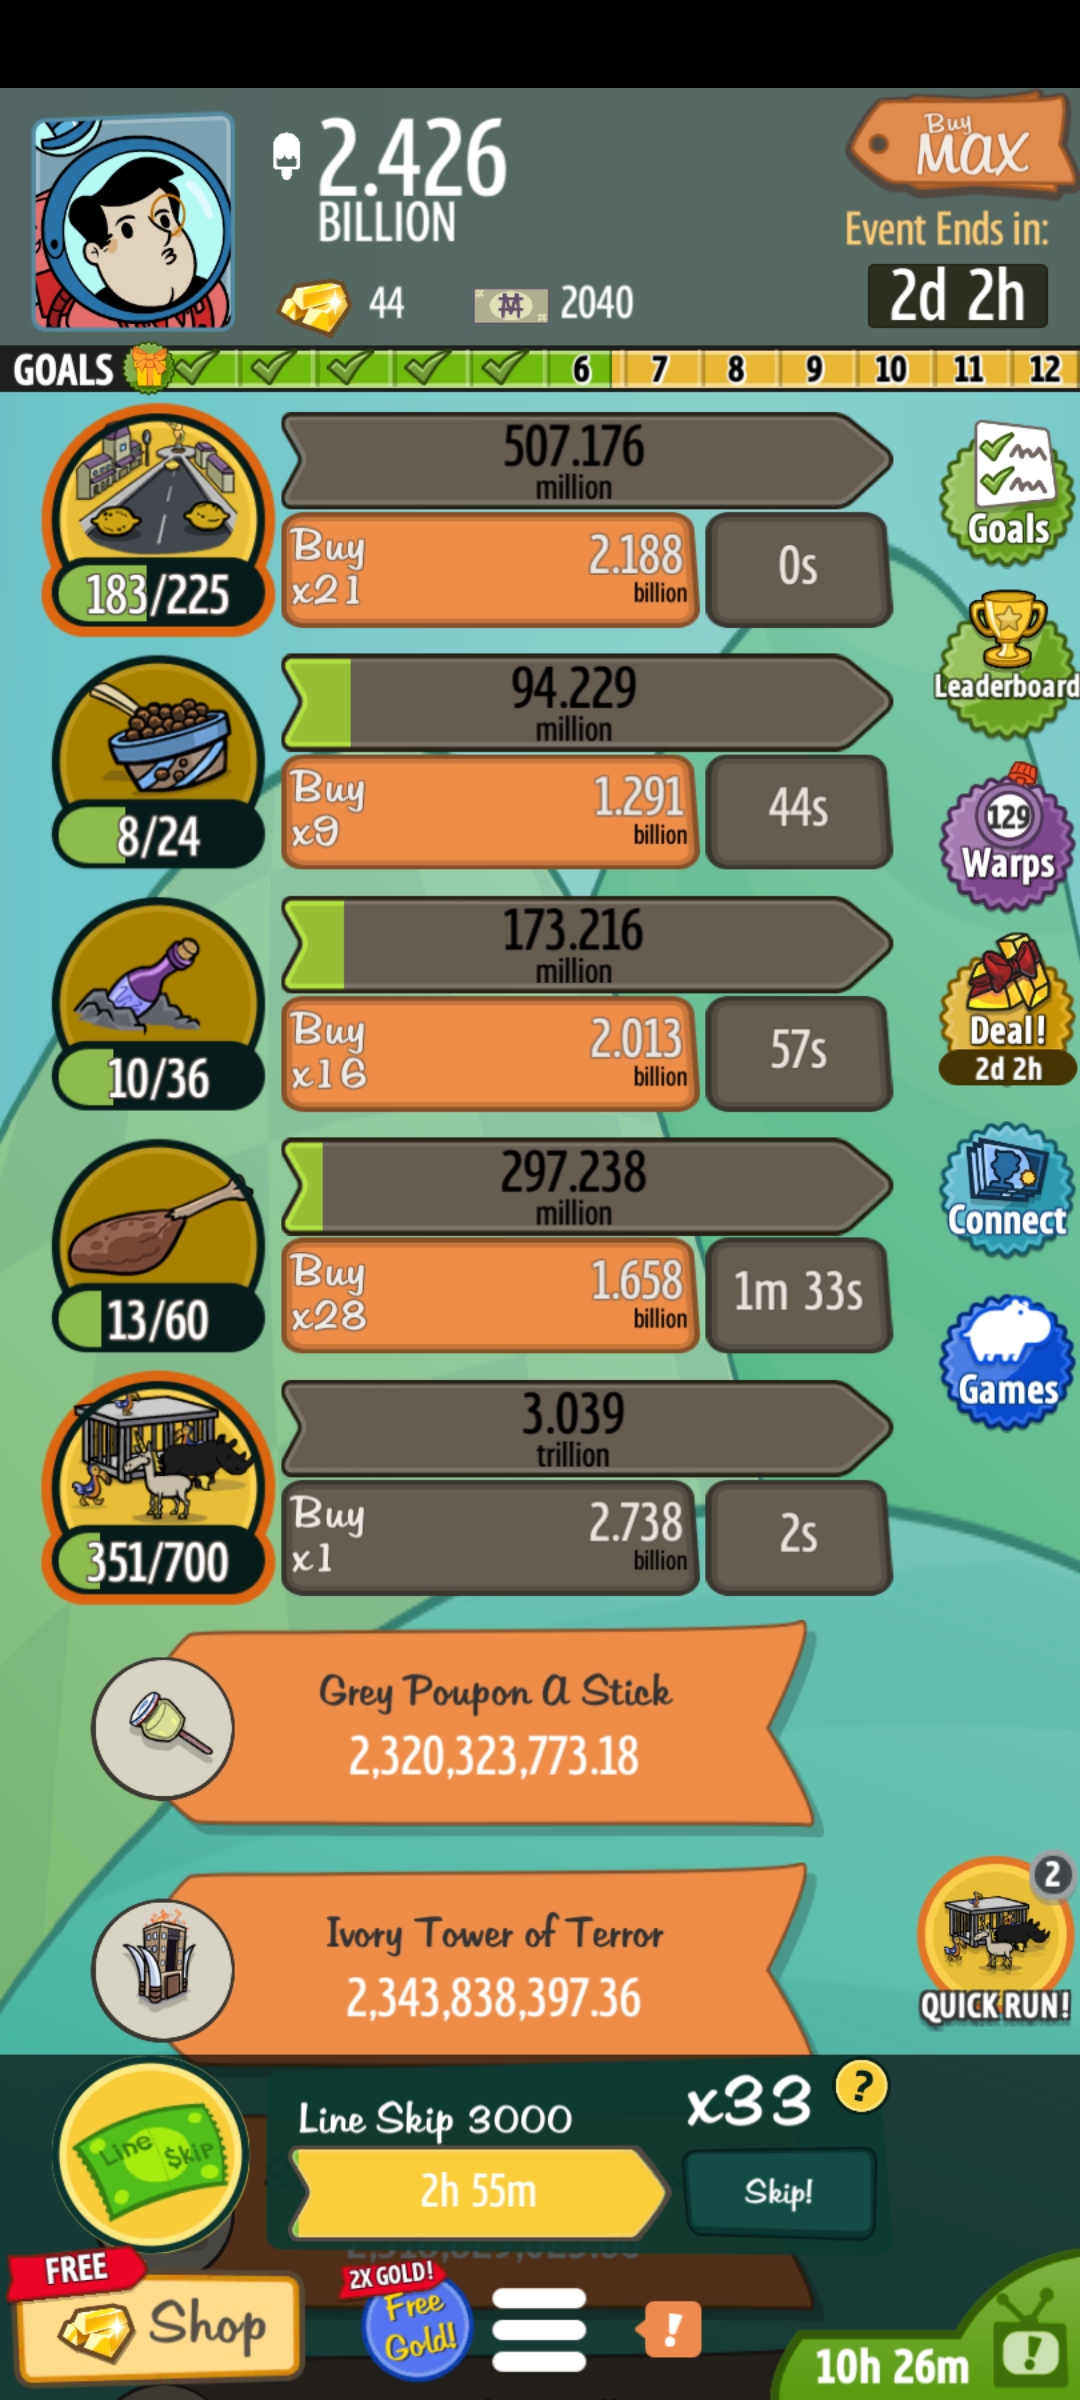 2.426
BILLION
Buy
MAX
Event Ends in:
2d 2h
44
2040
GOALS 6 7 8 9 10 11 12
507.176
million
183/225
Buy
x21
2.188
billion
0s
Goals
Leaderboard
94.229
million
8/24
Buy
x9
1.291
billion
44s
129
Warps
173.216
million
10/36
Buy
x16
2.013
billion
57s
Deal!
2d 2h
297.238
million
13/60
Buy
x28
1.658
billion
1m 33s
Connect
Games
3.039
trillion
351/700
Buy
x1
2.738
billion
2s
Grey Poupon A Stick
2,320,323,773.18
Ivory Tower of Terror
2,343,838,397.36
2
QUICK RUN!
Line $kip
Line Skip 3000
x33
?
2h 55m
Skip!
FREE
Shop
2X GOLD!
Free
Gold!
!
10h 26m
!